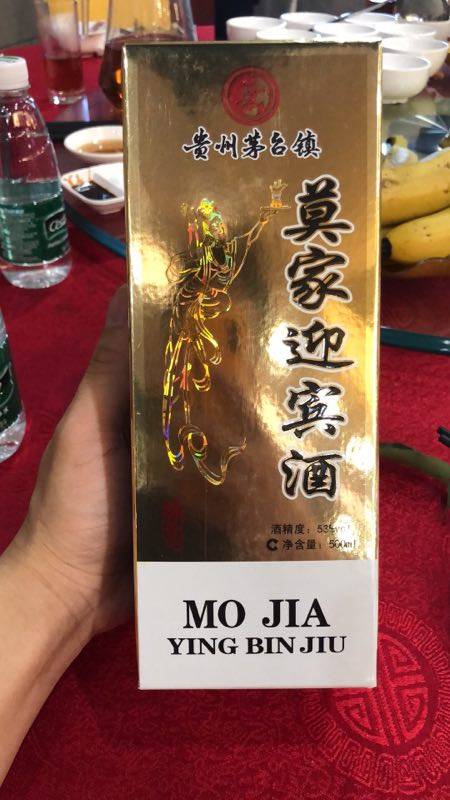 贵州茅台镇
莫家迎宾酒
酒精度：53%vol
C 净含量：500ml
MO JIA
YING BIN JIU